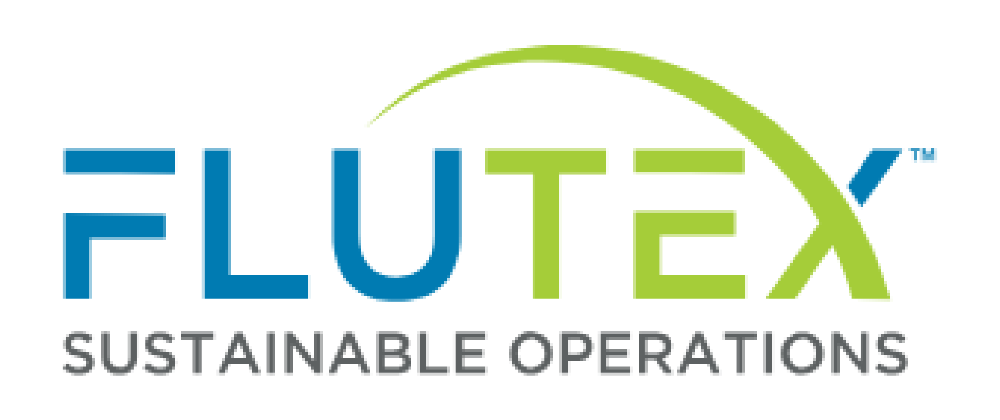 FLUTEX™
SUSTAINABLE OPERATIONS